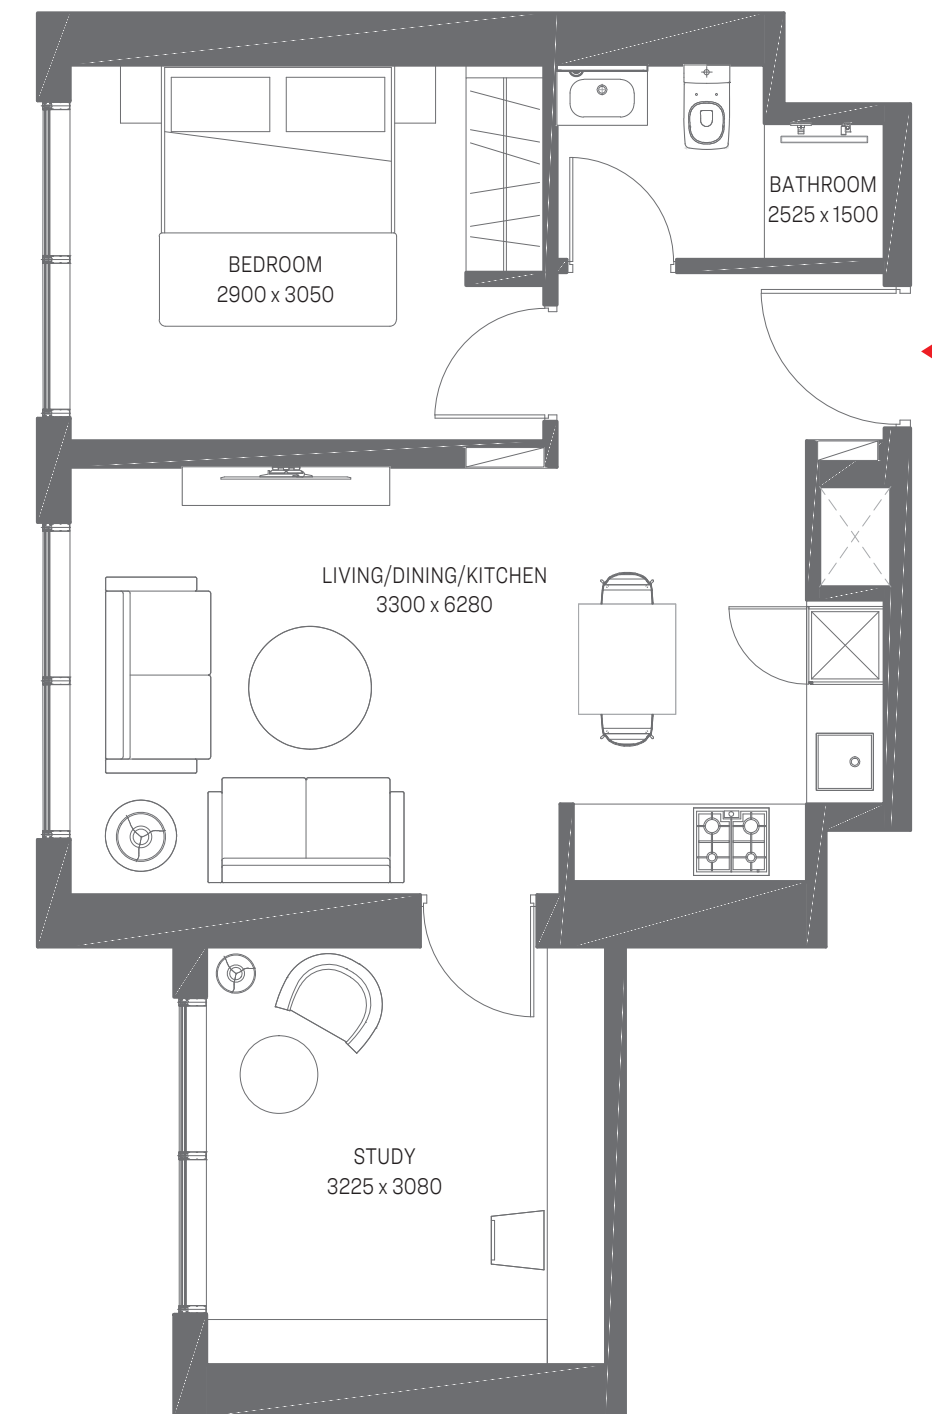 BATHROOM
2525 x 1500
BEDROOM
2900 x 3050
LIVING/DINING/KITCHEN
3300 x 6280
STUDY
3225 x 3080